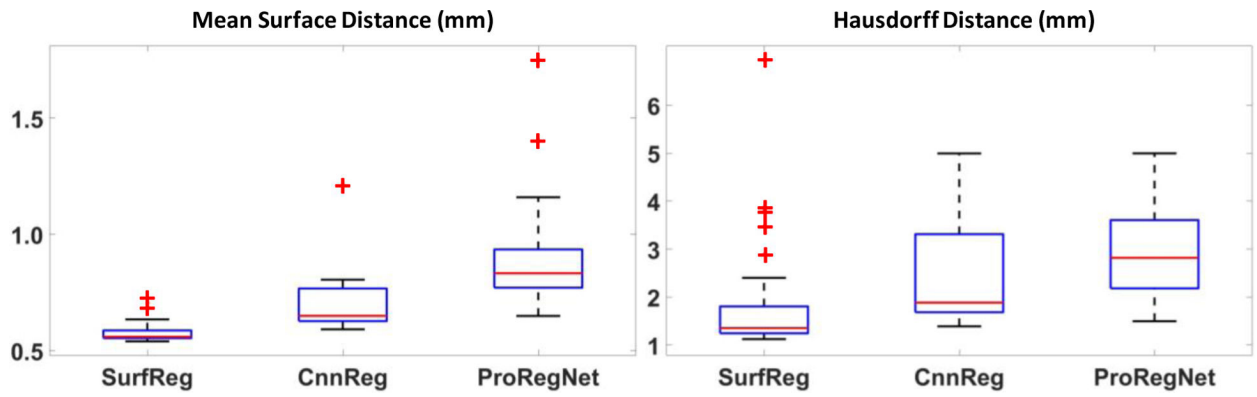 Mean Surface Distance (mm)
1.5
1.0
0.5
SurfReg CnnReg ProRegNet
Hausdorff Distance (mm)
6
5
4
3
2
1
SurfReg CnnReg ProRegNet